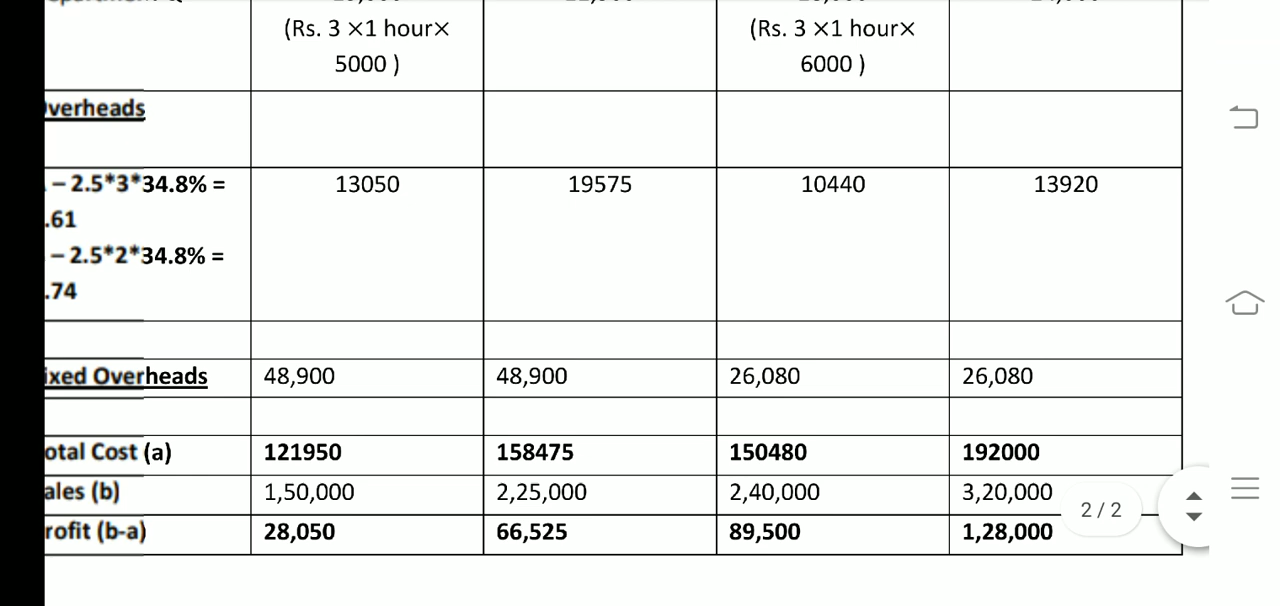 (Rs. 3 ×1 hour× (Rs. 3 ×1 hour×
5000 ) 6000 )
verheads
– 2.5*3*34.8% = 13050 19575 10440 13920
.61
– 2.5*2*34.8% =
.74
ixed Overheads 48,900 48,900 26,080 26,080
otal Cost (a) 121950 158475 150480 192000
ales (b) 1,50,000 2,25,000 2,40,000 3,20,000
2 / 2
rofit (b-a) 28,050 66,525 89,500 1,28,000